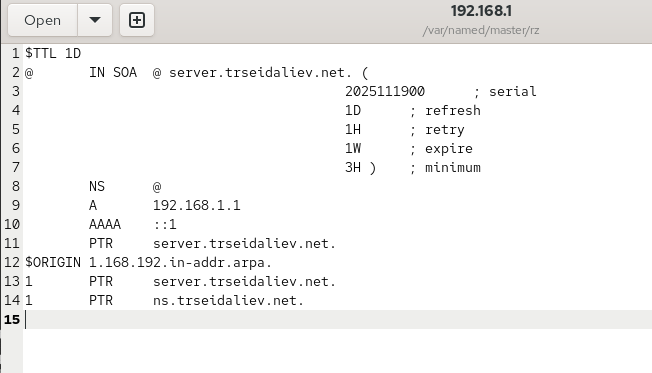 Open
192.168.1
/var/named/master/rz
1 $TTL 1D
2 @ IN SOA @ server.trseidaliev.net. (
3 2025111900 ; serial
4 1D ; refresh
5 1H ; retry
6 1W ; expire
7 3H ) ; minimum
8 NS @
9 A 192.168.1.1
10 AAAA ::1
11 PTR server.trseidaliev.net.
12 $ORIGIN 1.168.192.in-addr.arpa.
13 1 PTR server.trseidaliev.net.
14 1 PTR ns.trseidaliev.net.
15